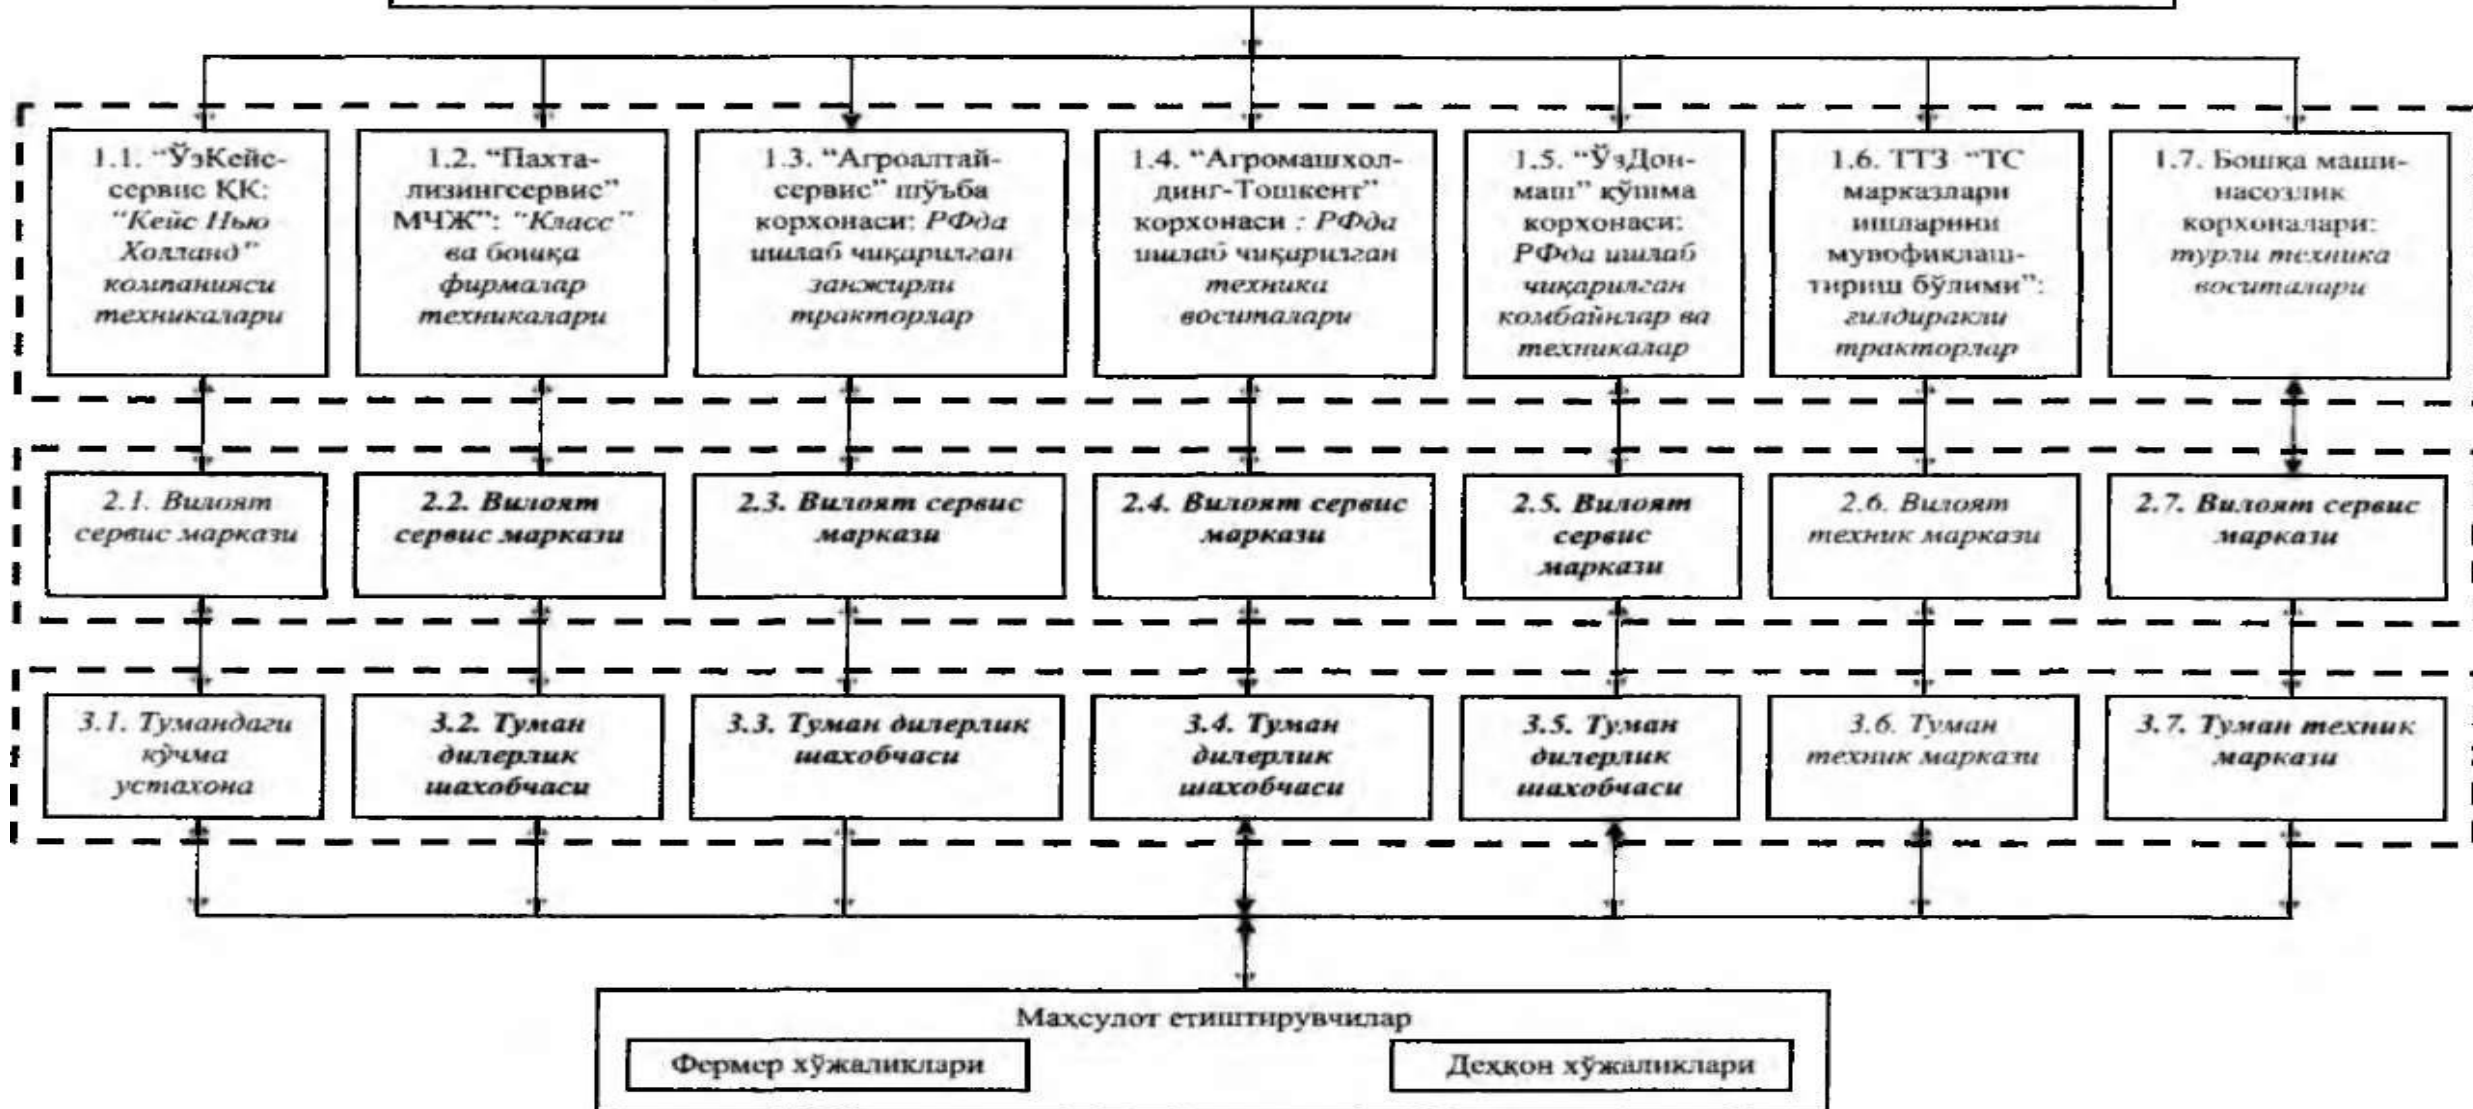 1.1. “ЎзКейс-
сервис ҚК:
“Кейс Нью
Холланд”
компанияси
техникалари
1.2. “Пахта-
лизингсервис”
МЧЖ”: “Класс”
ва бошқа
фирмалар
техникалари
1.3. “Агроалтай-
сервис” шўъба
корхонаси: РФда
ишлаб чиқарилган
занжирли
тракторлар
1.4. “Агромашхол-
динг-Тошкент”
корхонаси : РФда
ишлаб чиқарилган
техника
воситалари
1.5. “ЎзДон-
маш” қўшма
корхонаси:
РФда ишлаб
чиқарилган
комбайнлар ва
техникалар
1.6. ТТЗ “ТС
марказлари
ишларини
мувофиклаш-
тириш бўлими”:
гилдиракли
тракторлар
1.7. Бошқа маши-
насозлик
корхоналари:
турли техника
воситалари
2.1. Вилоят
сервис маркази
2.2. Вилоят
сервис маркази
2.3. Вилоят сервис
маркази
2.4. Вилоят сервис
маркази
2.5. Вилоят
сервис
маркази
2.6. Вилоят
техник маркази
2.7. Вилоят сервис
маркази
3.1. Тумандаги
кўчма
устахона
3.2. Туман
дилерлик
шахобчаси
3.3. Туман дилерлик
шахобчаси
3.4. Туман
дилерлик
шахобчаси
3.5. Туман
дилерлик
шахобчаси
3.6. Туман
техник маркази
3.7. Туман техник
маркази
Маҳсулот етиштирувчилар
Фермер хўжаликлари
Деҳқон хўжаликлари